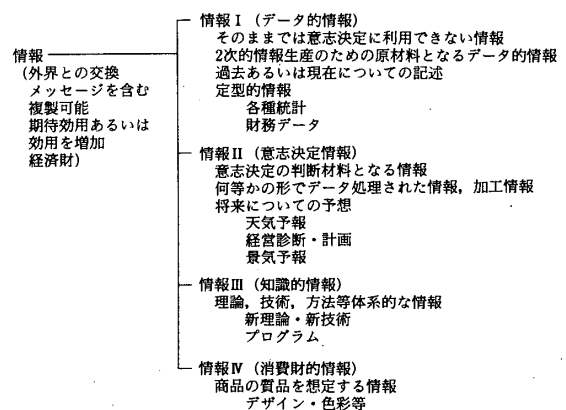 情報Ⅰ（データ的情報）
そのままでは意志決定に利用できない情報
2次的情報生産のための原材料となるデータ的情報
過去あるいは現在についての記述
定型的情報
各種統計
財務データ
情報
（外界との交換
メッセージを含む
複製可能
期待効用あるいは
効用を増加
経済財）
情報Ⅱ（意志決定情報）
意志決定の判断材料となる情報
何等かの形でデータ処理された情報，加工情報
将来についての予想
天気予報
経営診断・計画
景気予報
情報Ⅲ（知識的情報）
理論，技術，方法等体系的な情報
新理論・新技術
プログラム
情報Ⅳ（消費財的情報）
商品の質品を想定する情報
デザイン・色彩等